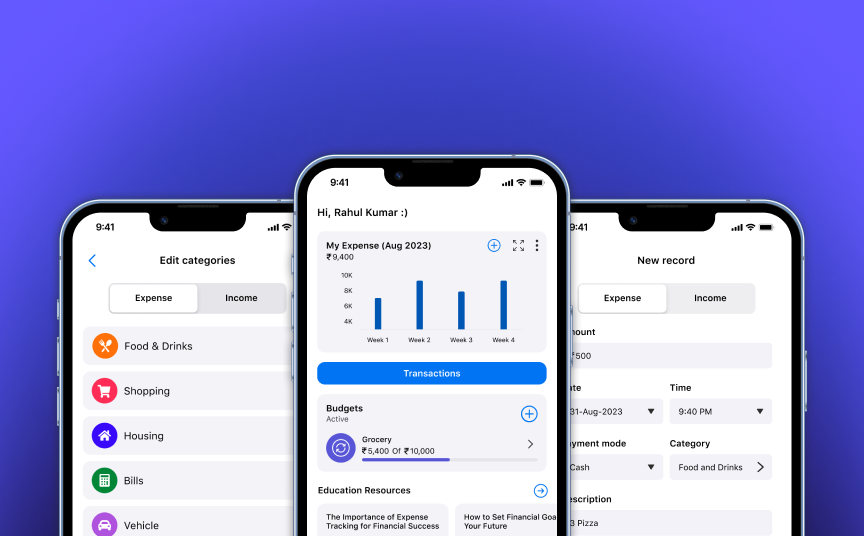 9:41
Edit categories
Expense
Income
Food & Drinks
Shopping
Housing
Bills
Vehicle
9:41
Hi, Rahul Kumar :)
My Expense (Aug 2023)
₹9,400
10K
8K
6K
4K
Week 1
Week 2
Week 3
Week 4
Transactions
Budgets
Active
Grocery
₹5,400 Of ₹10,000
Education Resources
The Importance of Expense
Tracking for Financial Success
How to Set Financial Goa
Your Future
9:41
New record
Expense
Income
mount
₹500
ate
Time
31-Aug-2023
9:40 PM
ayment mode
Category
Cash
Food and Drinks
escription
3 Pizza